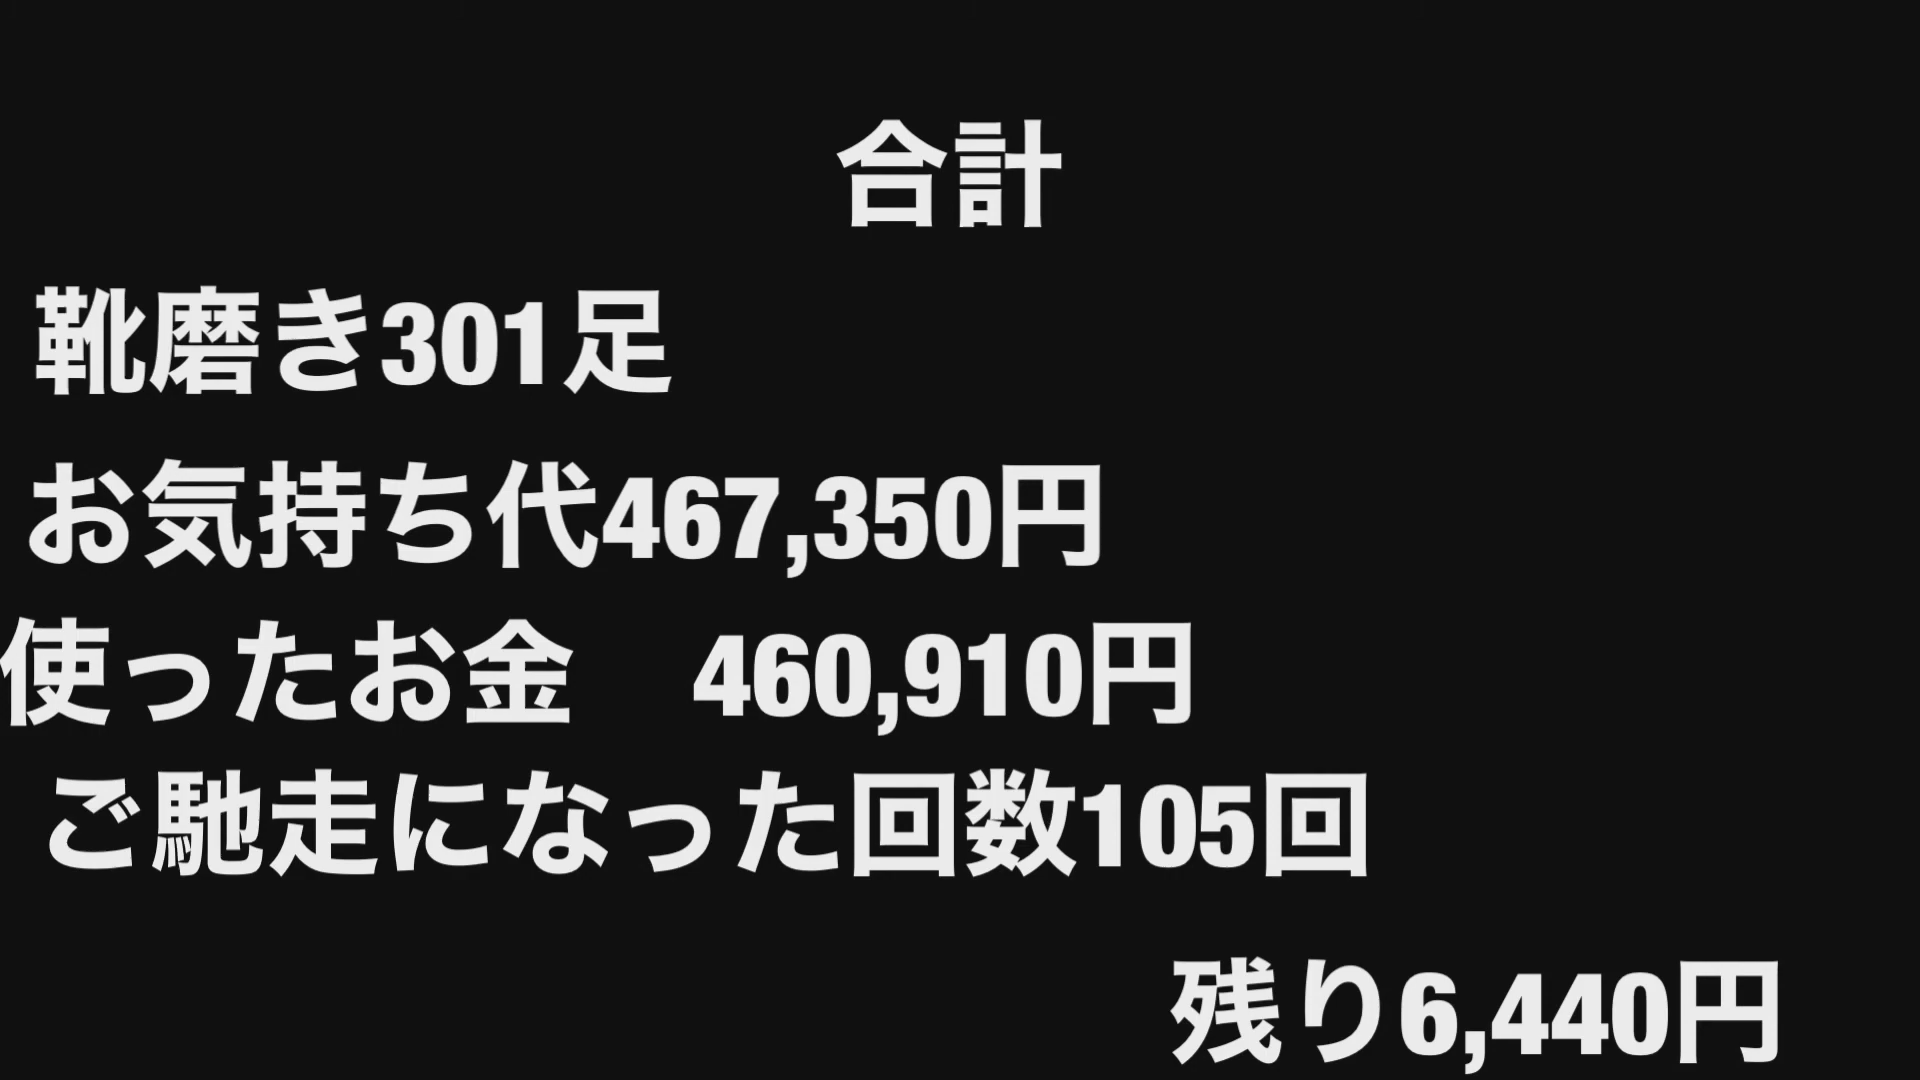 合計
靴磨き301足
お気持ち代467,350円
使ったお金　460,910円
ご馳走になった回数105回
残り6,440円